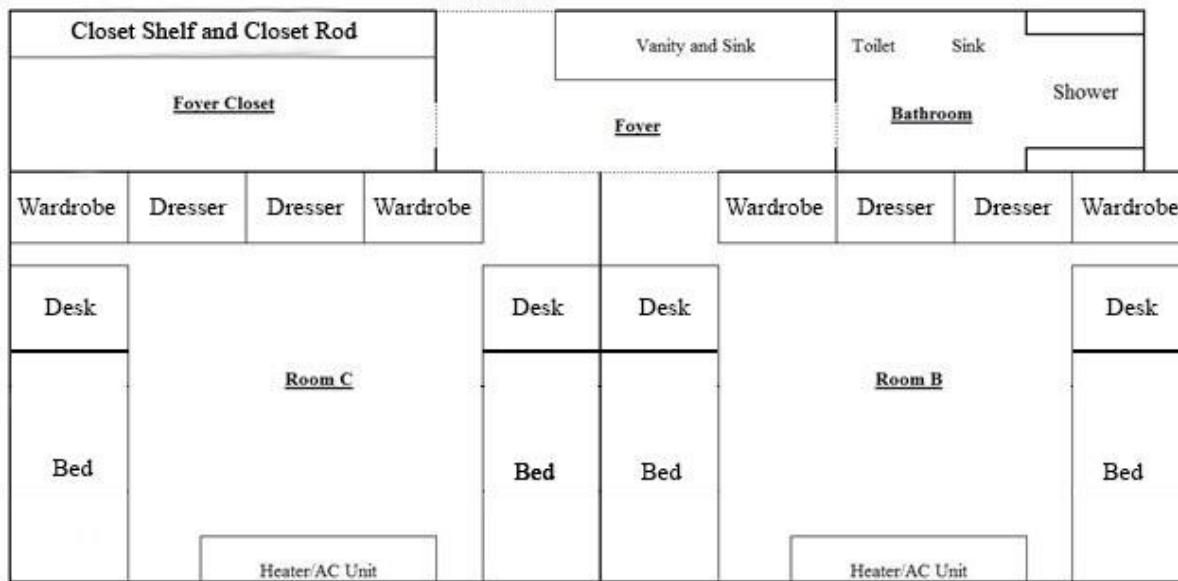 Closet Shelf and Closet Rod
Vanity and Sink
Toilet
Sink
Shower
Foyer Closet
Foyer
Bathroom
Wardrobe
Dresser
Dresser
Wardrobe
Wardrobe
Dresser
Dresser
Wardrobe
Desk
Desk
Desk
Desk
Room C
Room B
Bed
Bed
Bed
Bed
Heater/AC Unit
Heater/AC Unit